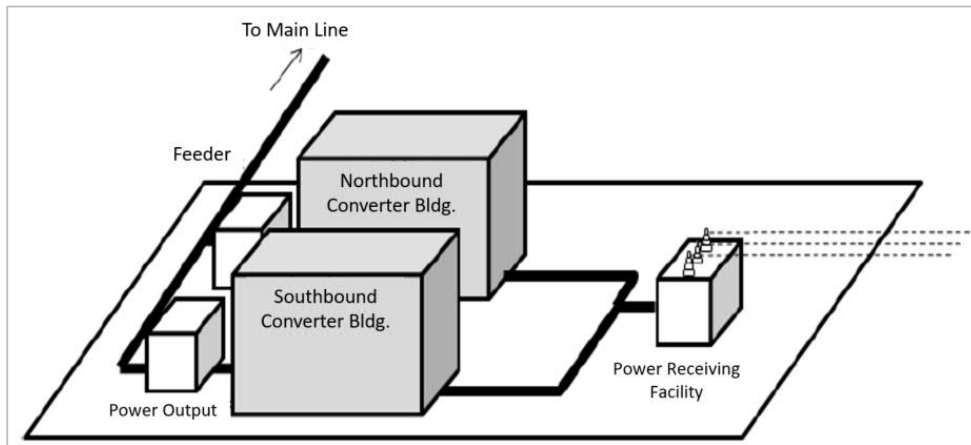 To Main Line
Feeder
Northbound
Converter Bldg.
Southbound
Converter Bldg.
Power Output
Power Receiving
Facility